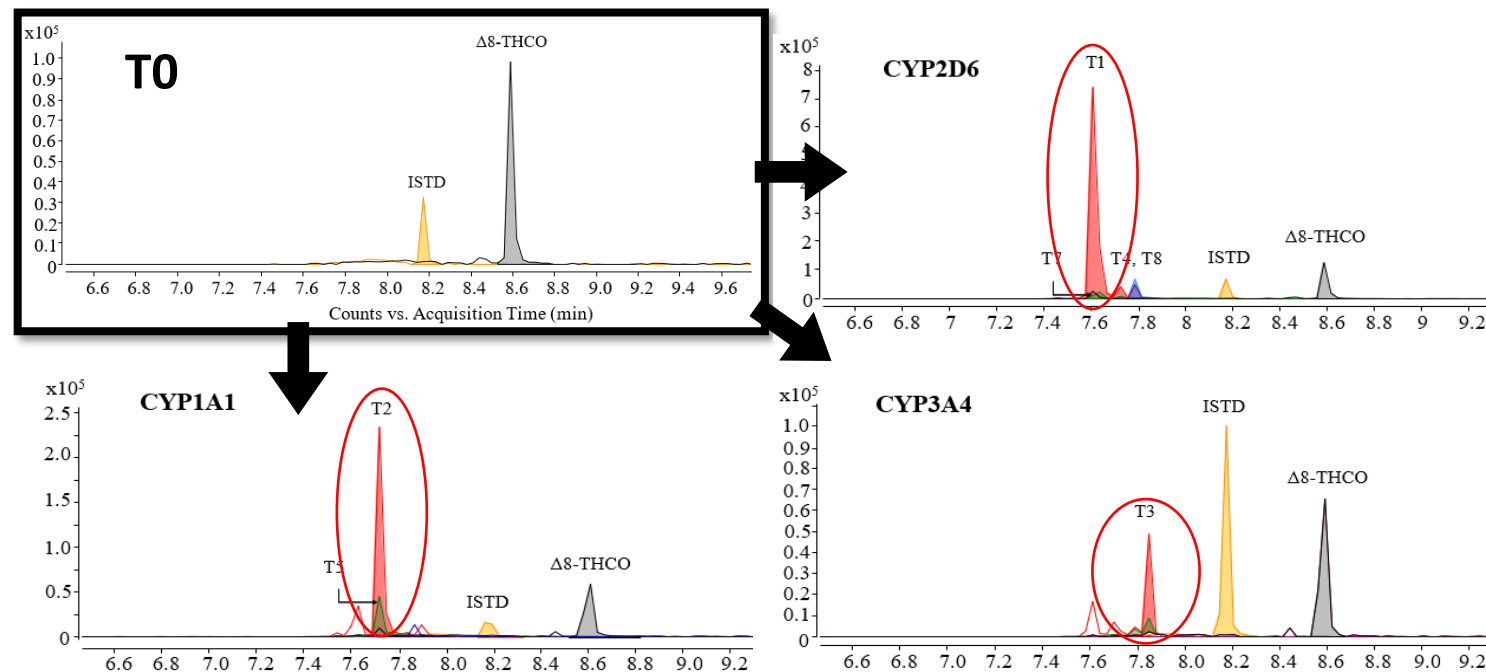 x10⁵
T0
Δ8-THCO
1.0
0.9
0.8
0.7
0.6
0.5
0.4
0.3
0.2
0.1
0
ISTD
6.6 6.8 7.0 7.2 7.4 7.6 7.8 8.0 8.2 8.4 8.6 8.8 9.0 9.2 9.4 9.6
Counts vs. Acquisition Time (min)
x10⁵
CYP2D6
T1
8
7
6
3
2
1
0
T7
T4, T8
ISTD
Δ8-THCO
6.6 6.8 7 7.2 7.4 7.6 7.8 8 8.2 8.4 8.6 8.8 9 9.2
x10⁵
CYP1A1
T2
2.5
2.0
1.5
1.0
0.5
0
T5
ISTD
Δ8-THCO
6.6 6.8 7.0 7.2 7.4 7.6 7.8 8.0 8.2 8.4 8.6 8.8 9.0 9.2
x10⁵
CYP3A4
ISTD
1.0
0.9
0.8
0.7
0.6
0.5
0.4
0.3
0.2
0.1
0
T3
Δ8-THCO
6.6 6.8 7.0 7.2 7.4 7.6 7.8 8.0 8.2 8.4 8.6 8.8 9.0 9.2